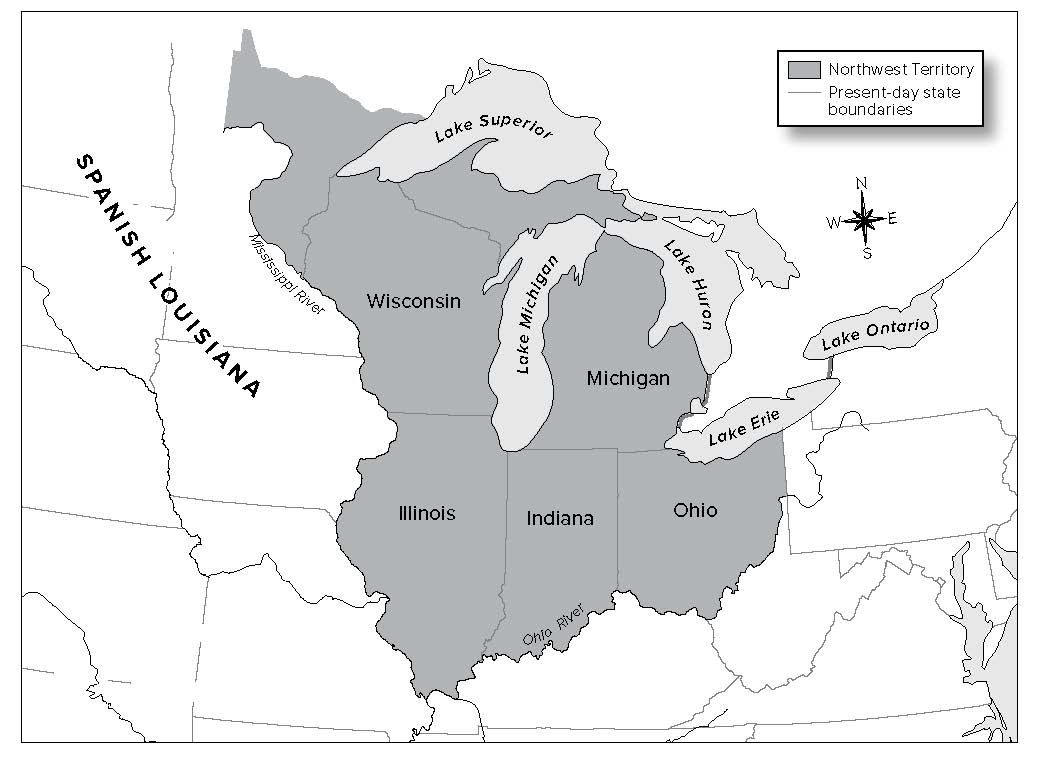 Northwest Territory
Present-day state
boundaries
Lake Superior
N
W
E
S
SPANISH LOUISIANA
Mississippi River
Lake Michigan
Lake Huron
Wisconsin
Lake Ontario
Michigan
Lake Erie
Illinois
Indiana
Ohio
Ohio River